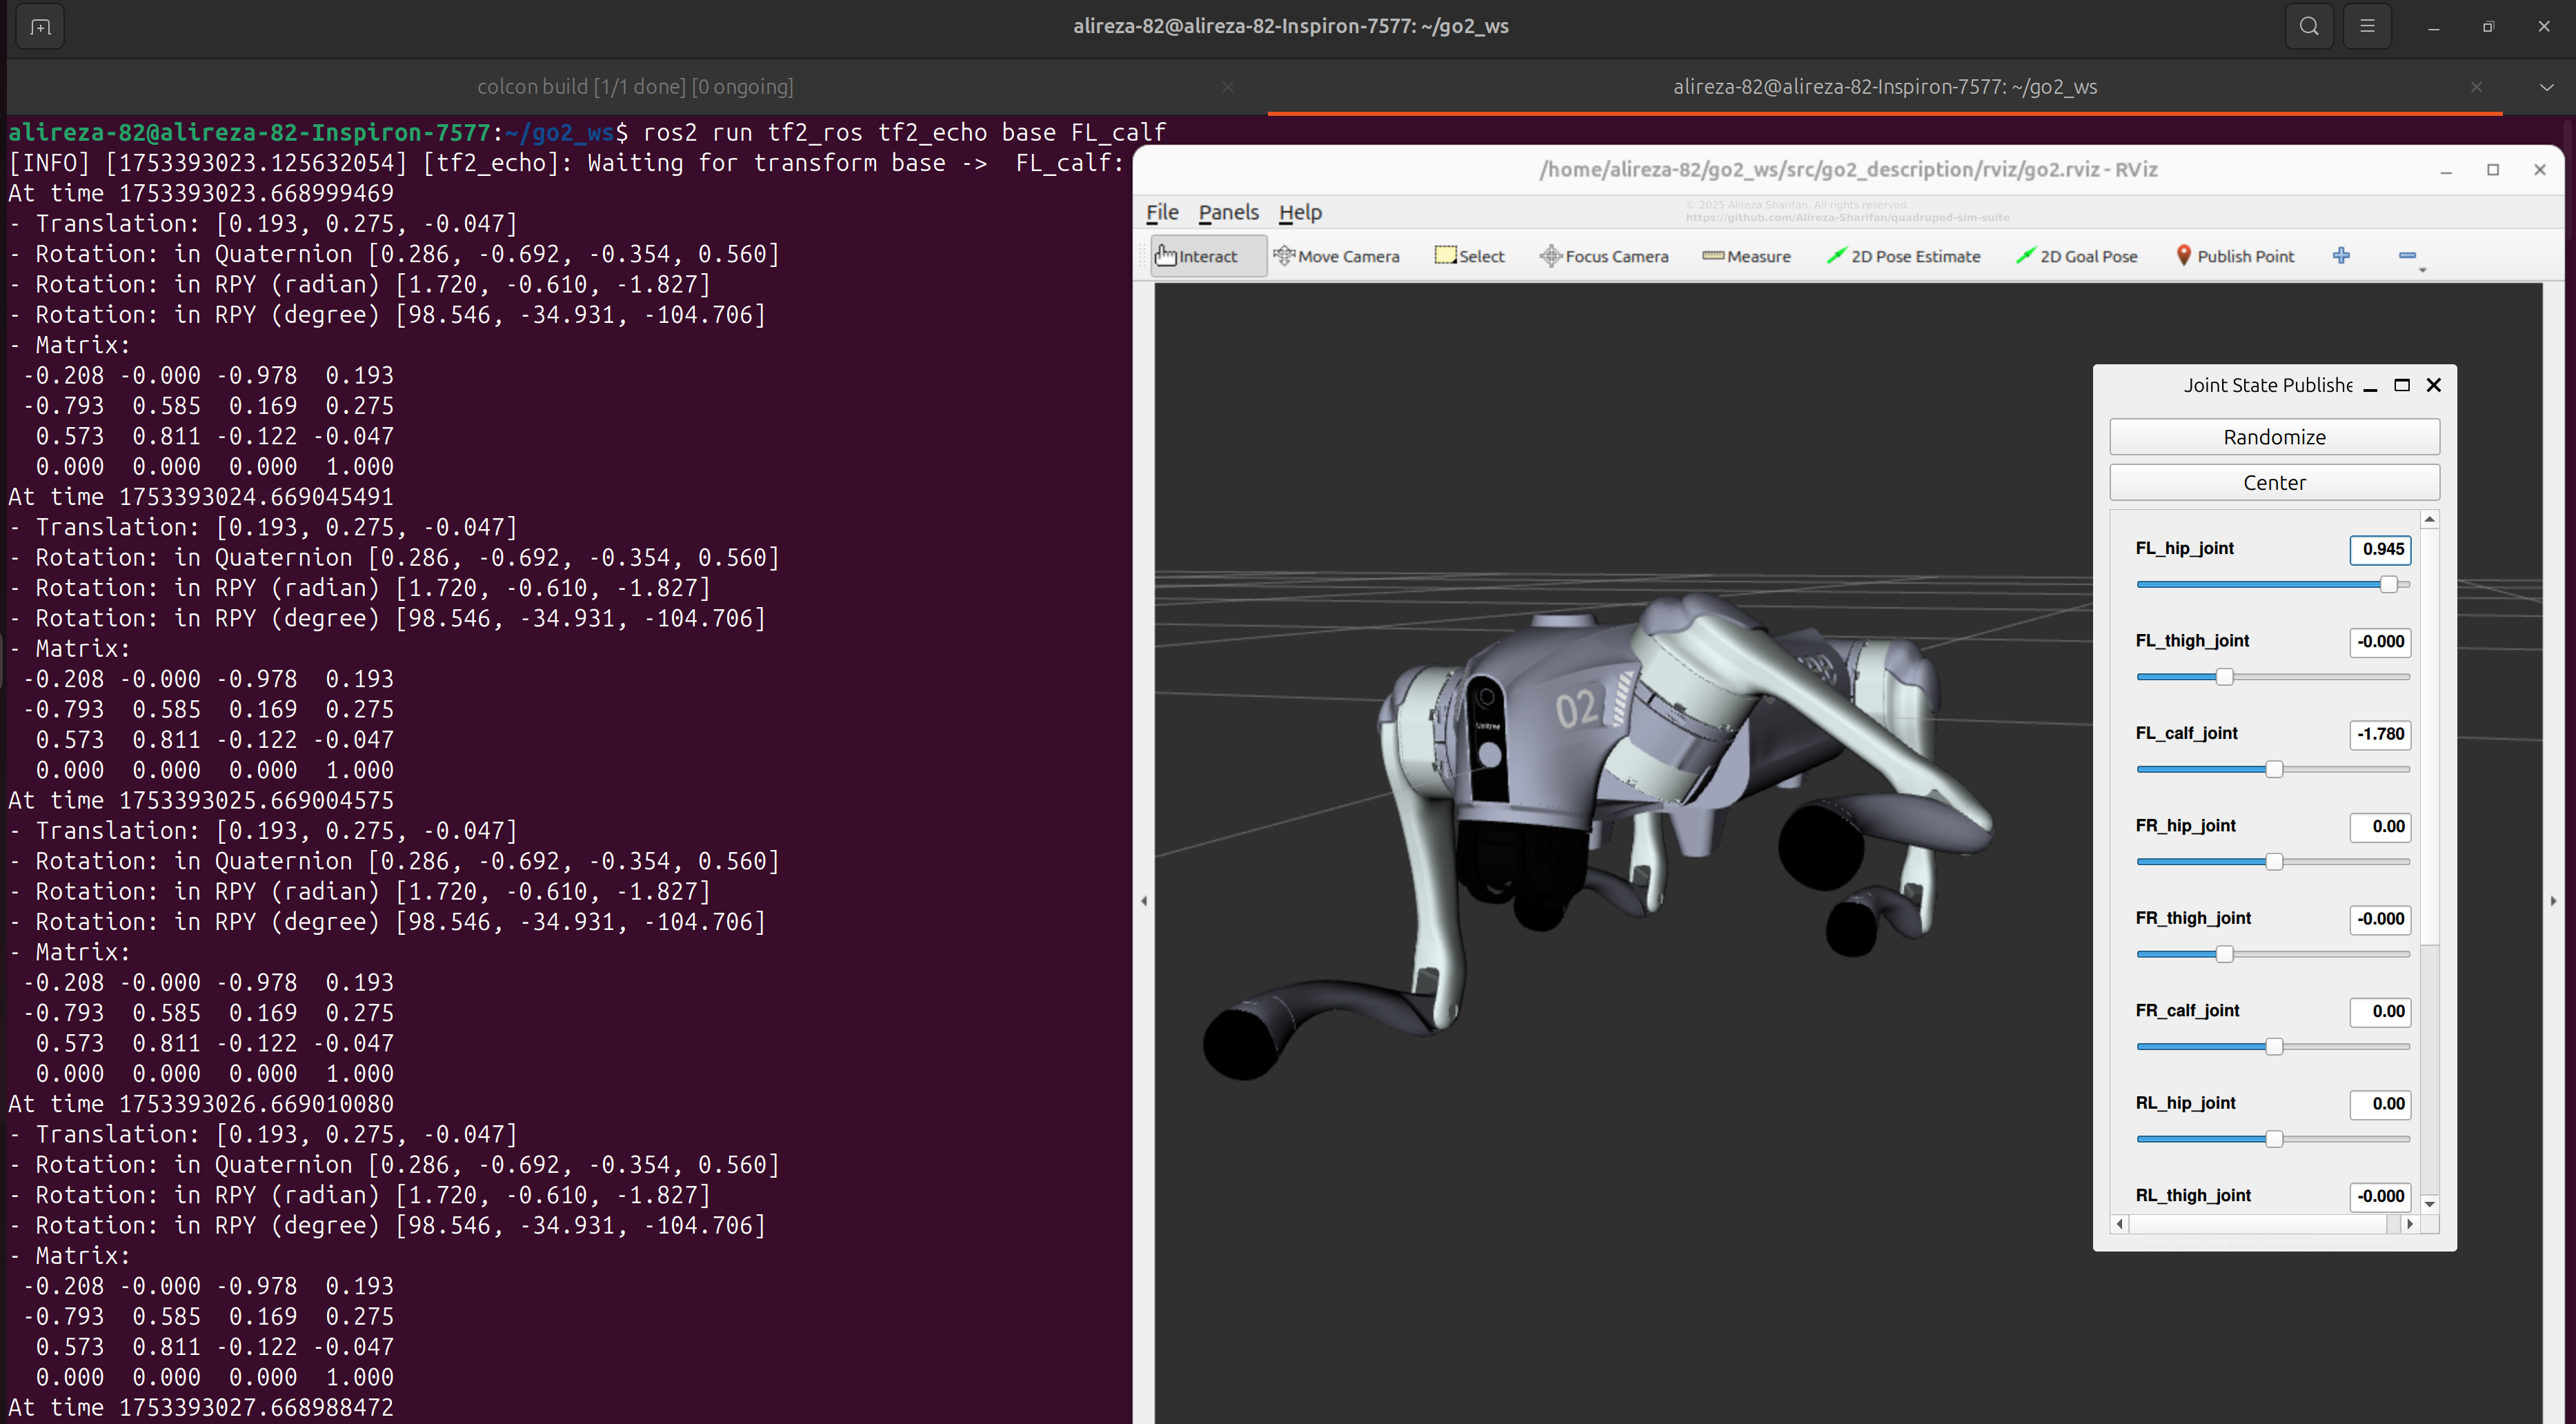 alireza-82@alireza-82-Inspiron-7577: ~/go2_ws
colcon build [1/1 done] [0 ongoing]
alireza-82@alireza-82-Inspiron-7577: ~/go2_ws
alireza-82@alireza-82-Inspiron-7577:~/go2_ws$ ros2 run tf2_ros tf2_echo base FL_calf
[INFO] [1753393023.125632054] [tf2_echo]: Waiting for transform base -> FL_calf:
At time 1753393023.668999469
- Translation: [0.193, 0.275, -0.047]
- Rotation: in Quaternion [0.286, -0.692, -0.354, 0.560]
- Rotation: in RPY (radian) [1.720, -0.610, -1.827]
- Rotation: in RPY (degree) [98.546, -34.931, -104.706]
- Matrix:
-0.208 -0.000 -0.978 0.193
-0.793 0.585 0.169 0.275
0.573 0.811 -0.122 -0.047
0.000 0.000 0.000 1.000
At time 1753393024.669045491
- Translation: [0.193, 0.275, -0.047]
- Rotation: in Quaternion [0.286, -0.692, -0.354, 0.560]
- Rotation: in RPY (radian) [1.720, -0.610, -1.827]
- Rotation: in RPY (degree) [98.546, -34.931, -104.706]
- Matrix:
-0.208 -0.000 -0.978 0.193
-0.793 0.585 0.169 0.275
0.573 0.811 -0.122 -0.047
0.000 0.000 0.000 1.000
At time 1753393025.669004575
- Translation: [0.193, 0.275, -0.047]
- Rotation: in Quaternion [0.286, -0.692, -0.354, 0.560]
- Rotation: in RPY (radian) [1.720, -0.610, -1.827]
- Rotation: in RPY (degree) [98.546, -34.931, -104.706]
- Matrix:
-0.208 -0.000 -0.978 0.193
-0.793 0.585 0.169 0.275
0.573 0.811 -0.122 -0.047
0.000 0.000 0.000 1.000
At time 1753393026.669010080
- Translation: [0.193, 0.275, -0.047]
- Rotation: in Quaternion [0.286, -0.692, -0.354, 0.560]
- Rotation: in RPY (radian) [1.720, -0.610, -1.827]
- Rotation: in RPY (degree) [98.546, -34.931, -104.706]
- Matrix:
-0.208 -0.000 -0.978 0.193
-0.793 0.585 0.169 0.275
0.573 0.811 -0.122 -0.047
0.000 0.000 0.000 1.000
At time 1753393027.668988472
/home/alireza-82/go2_ws/src/go2_description/rviz/go2.rviz - RViz
File Panels Help
© 2025 Alireza Sharifan. All rights reserved.
https://github.com/Alireza-Sharifan/quadruped-sim-suite
Interact Move Camera Select Focus Camera Measure 2D Pose Estimate 2D Goal Pose Publish Point
02
Unitree
Joint State Publishe
Randomize
Center
FL_hip_joint 0.945
FL_thigh_joint -0.000
FL_calf_joint -1.780
FR_hip_joint 0.00
FR_thigh_joint -0.000
FR_calf_joint 0.00
RL_hip_joint 0.00
RL_thigh_joint -0.000